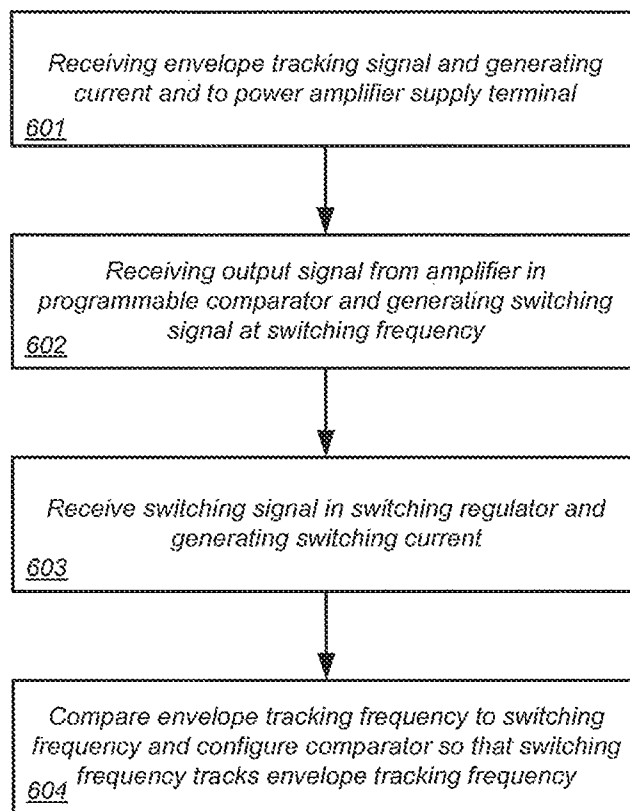 Receiving envelope tracking signal and generating
current and to power amplifier supply terminal
601
Receiving output signal from amplifier in
programmable comparator and generating switching
signal at switching frequency
602
Receive switching signal in switching regulator and
generating switching current
603
Compare envelope tracking frequency to switching
frequency and configure comparator so that switching
frequency tracks envelope tracking frequency
604